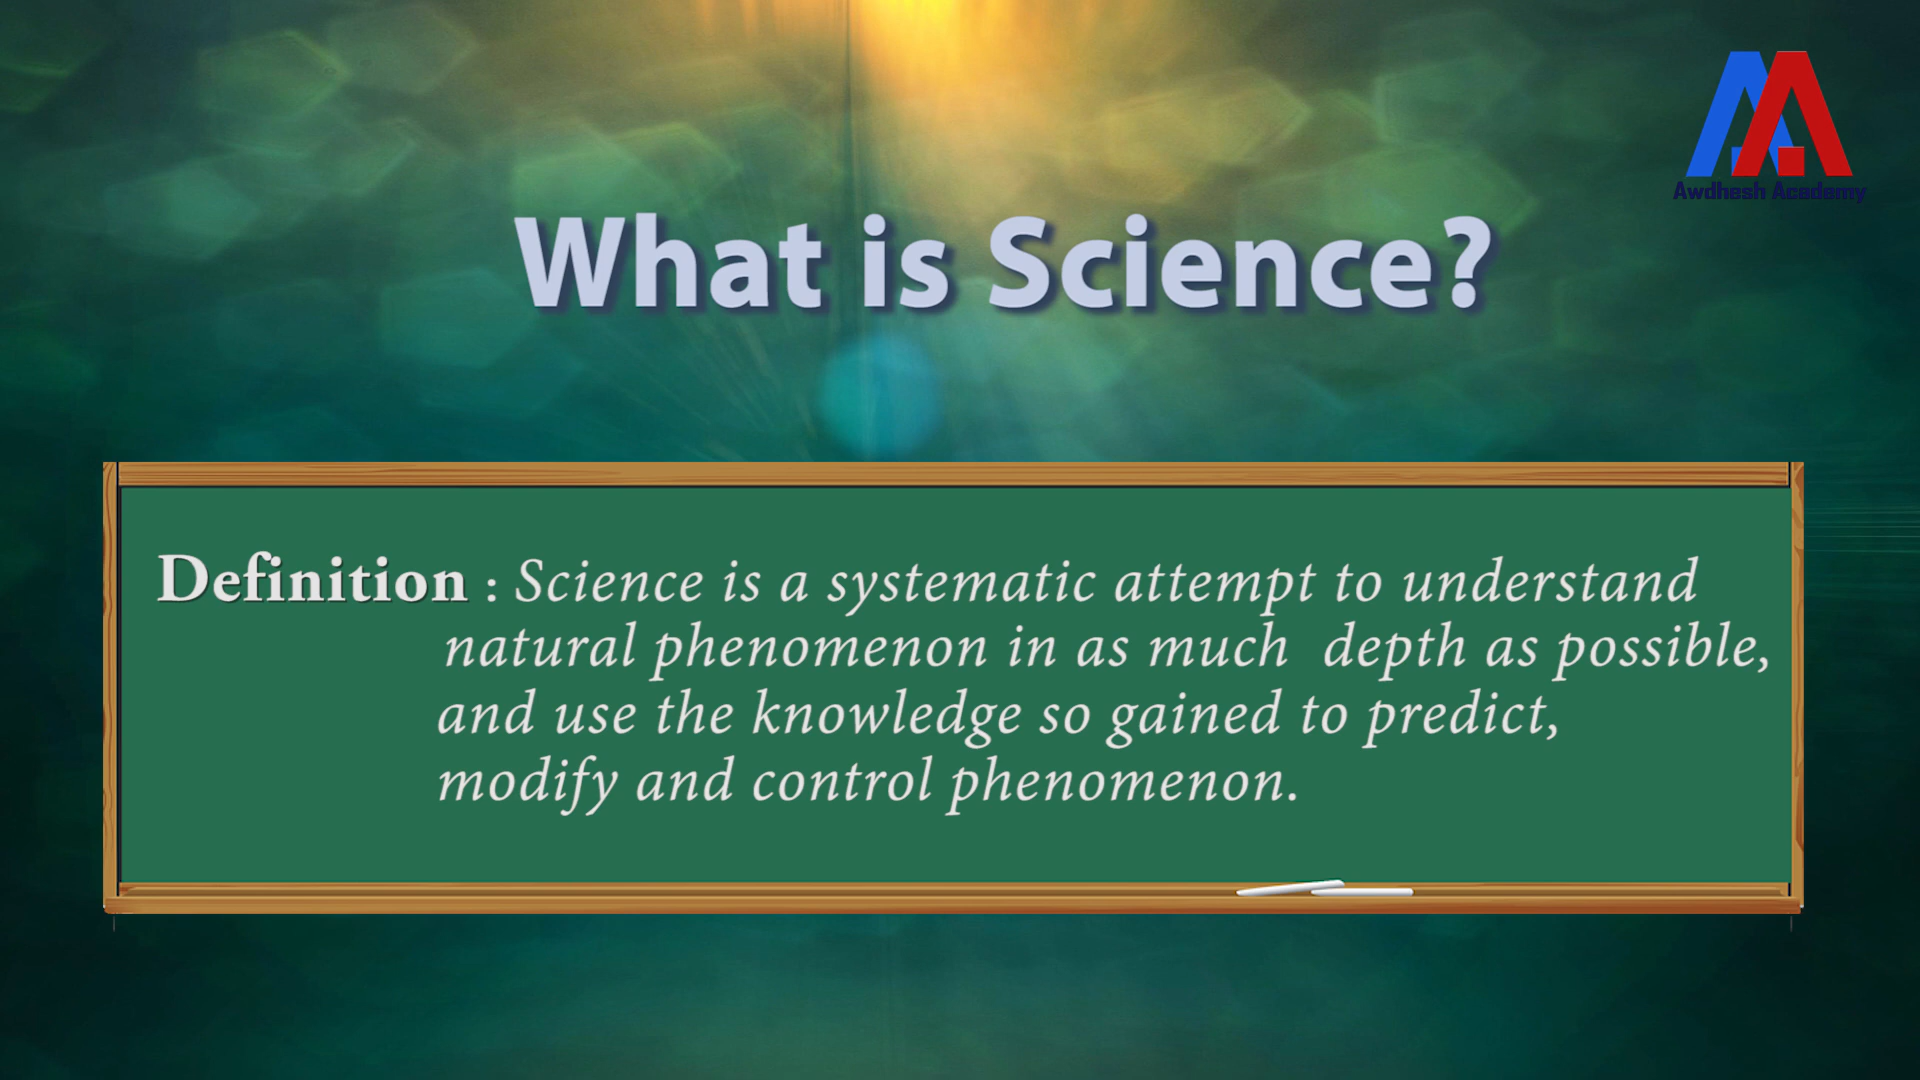 Awdhesh Academy
What is Science?
Definition : Science is a systematic attempt to understand
natural phenomenon in as much depth as possible,
and use the knowledge so gained to predict,
modify and control phenomenon.